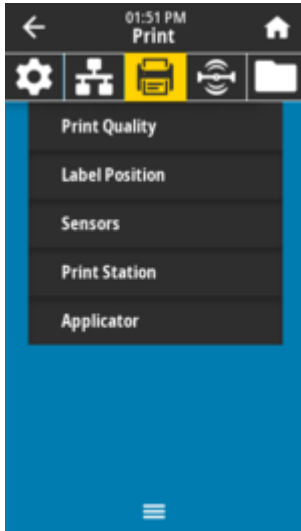 01:51 PM
Print
Print Quality
Label Position
Sensors
Print Station
Applicator